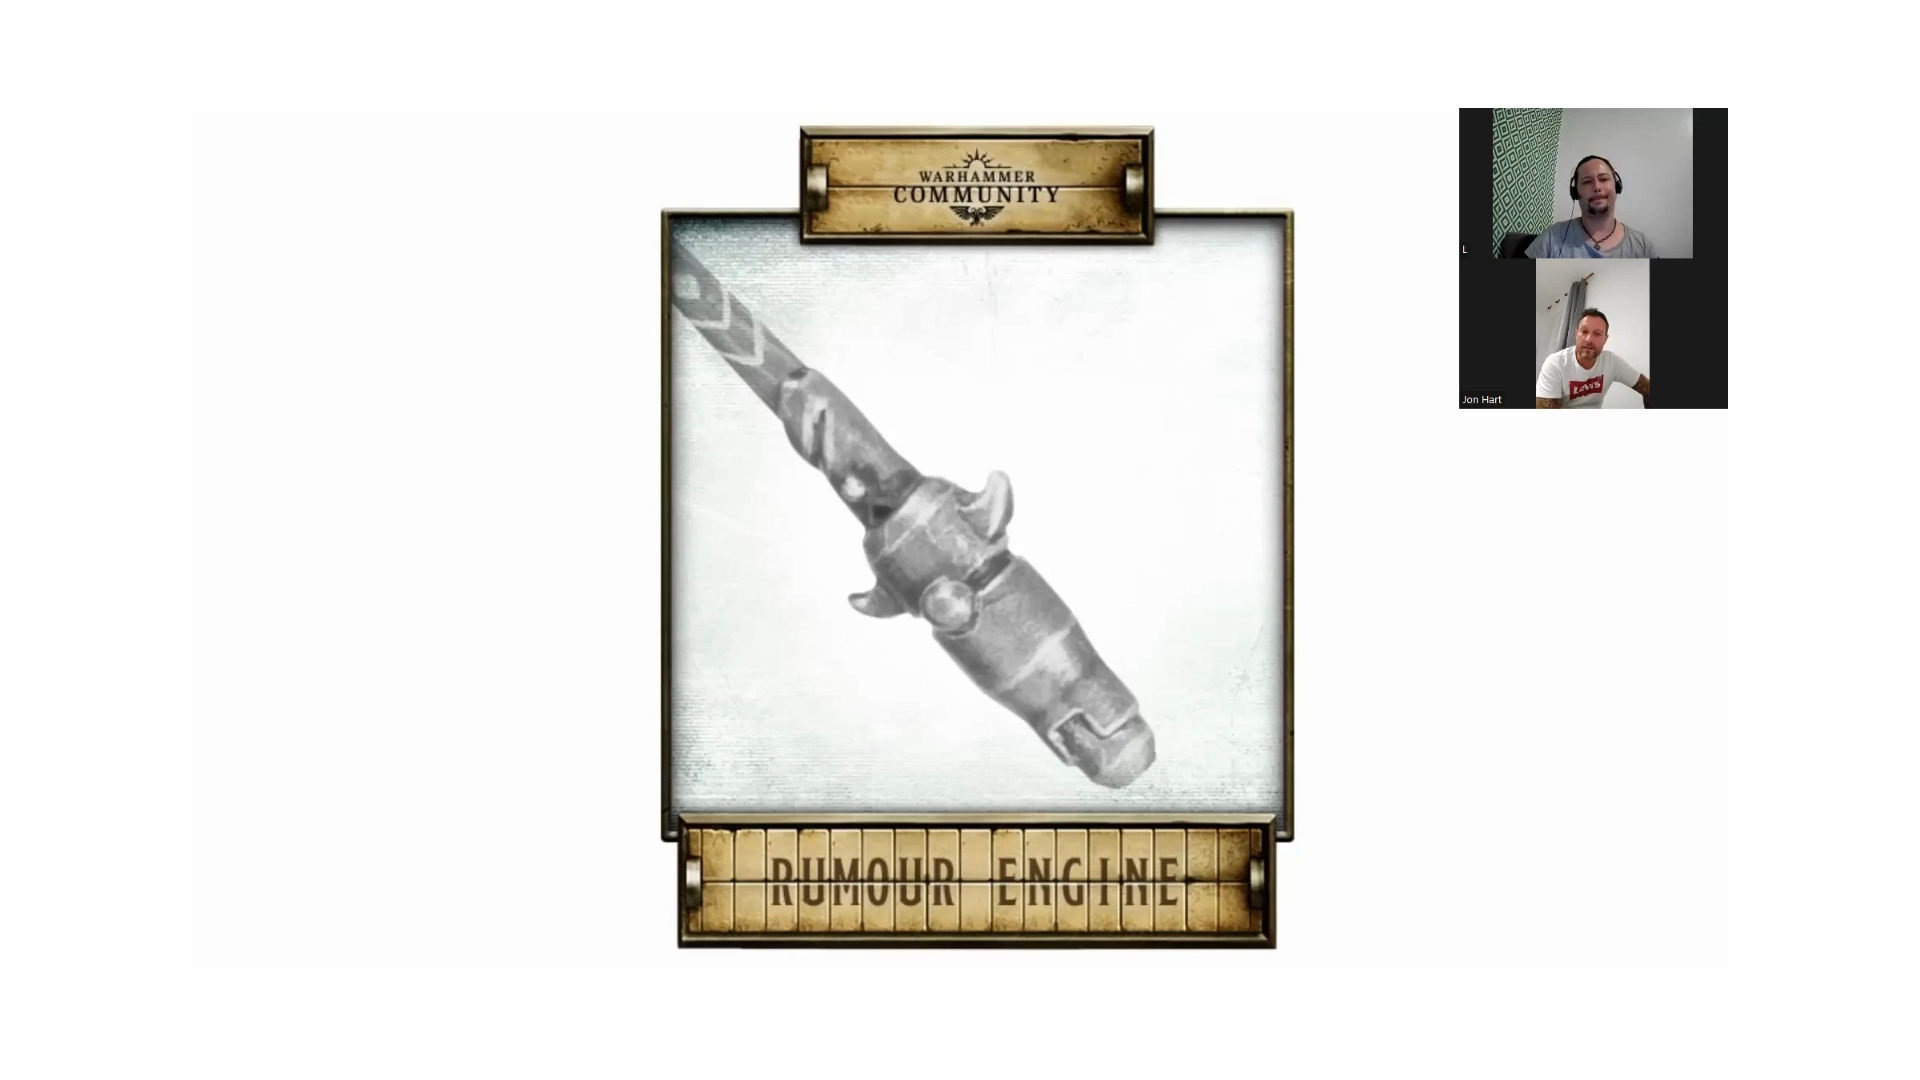 WARHAMMER
COMMUNITY
L
Jon Hart
Levi's
RUMOUR ENGINE